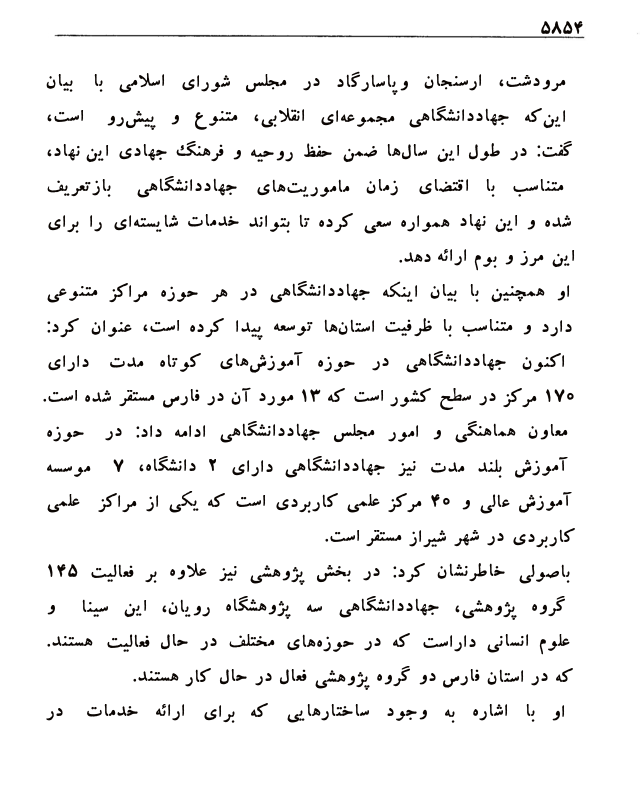 ۵۸۵۴
مرودشت، ارسنجان وپاسارگاد در مجلس شورای اسلامی با بیان
این‌که جهاددانشگاهی مجموعه‌ای انقلابی، متنوع و پیش‌رو است،
گفت: در طول این سال‌ها ضمن حفظ روحیه و فرهنگ جهادی این نهاد،
متناسب با اقتضای زمان ماموریت‌های جهاددانشگاهی بازتعریف
شده و این نهاد همواره سعی کرده تا بتواند خدمات شایسته‌ای را برای
این مرز و بوم ارائه دهد.
او همچنین با بیان اینکه جهاددانشگاهی در هر حوزه مراکز متنوعی
دارد و متناسب با ظرفیت استان‌ها توسعه پیدا کرده است، عنوان کرد:
اکنون جهاددانشگاهی در حوزه آموزش‌های کوتاه مدت دارای
۱۷۰ مرکز در سطح کشور است که ۱۳ مورد آن در فارس مستقر شده است.
معاون هماهنگی و امور مجلس جهاددانشگاهی ادامه داد: در حوزه
آموزش بلند مدت نیز جهاددانشگاهی دارای ۲ دانشگاه، ۷ موسسه
آموزش عالی و ۴۰ مرکز علمی کاربردی است که یکی از مراکز علمی
کاربردی در شهر شیراز مستقر است.
باصولی خاطرنشان کرد: در بخش پژوهشی نیز علاوه بر فعالیت ۱۴۵
گروه پژوهشی، جهاددانشگاهی سه پژوهشگاه رویان، ابن سینا و
علوم انسانی داراست که در حوزه‌های مختلف در حال فعالیت هستند.
که در استان فارس دو گروه پژوهشی فعال در حال کار هستند.
او با اشاره به وجود ساختارهایی که برای ارائه خدمات در